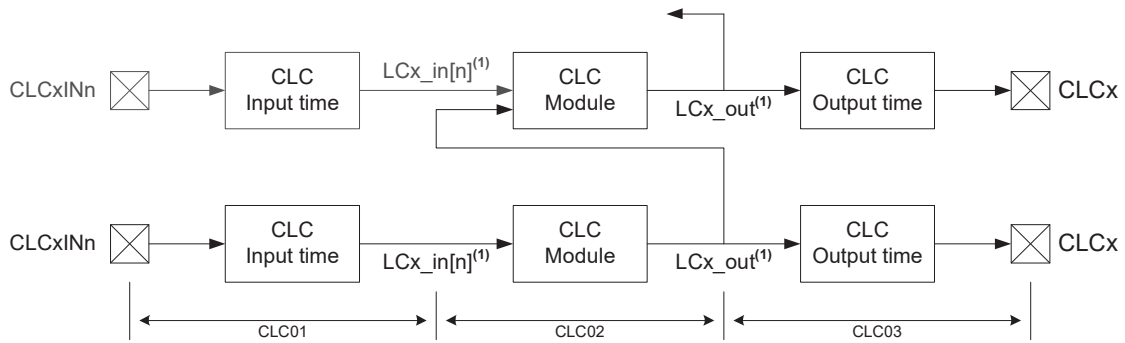 CLCxINn
CLC
Input time
LCx_in[n](1)
CLC
Module
LCx_out(1)
CLC
Output time
CLCx
CLCxINn
CLC
Input time
LCx_in[n](1)
CLC
Module
LCx_out(1)
CLC
Output time
CLCx
CLC01
CLC02
CLC03